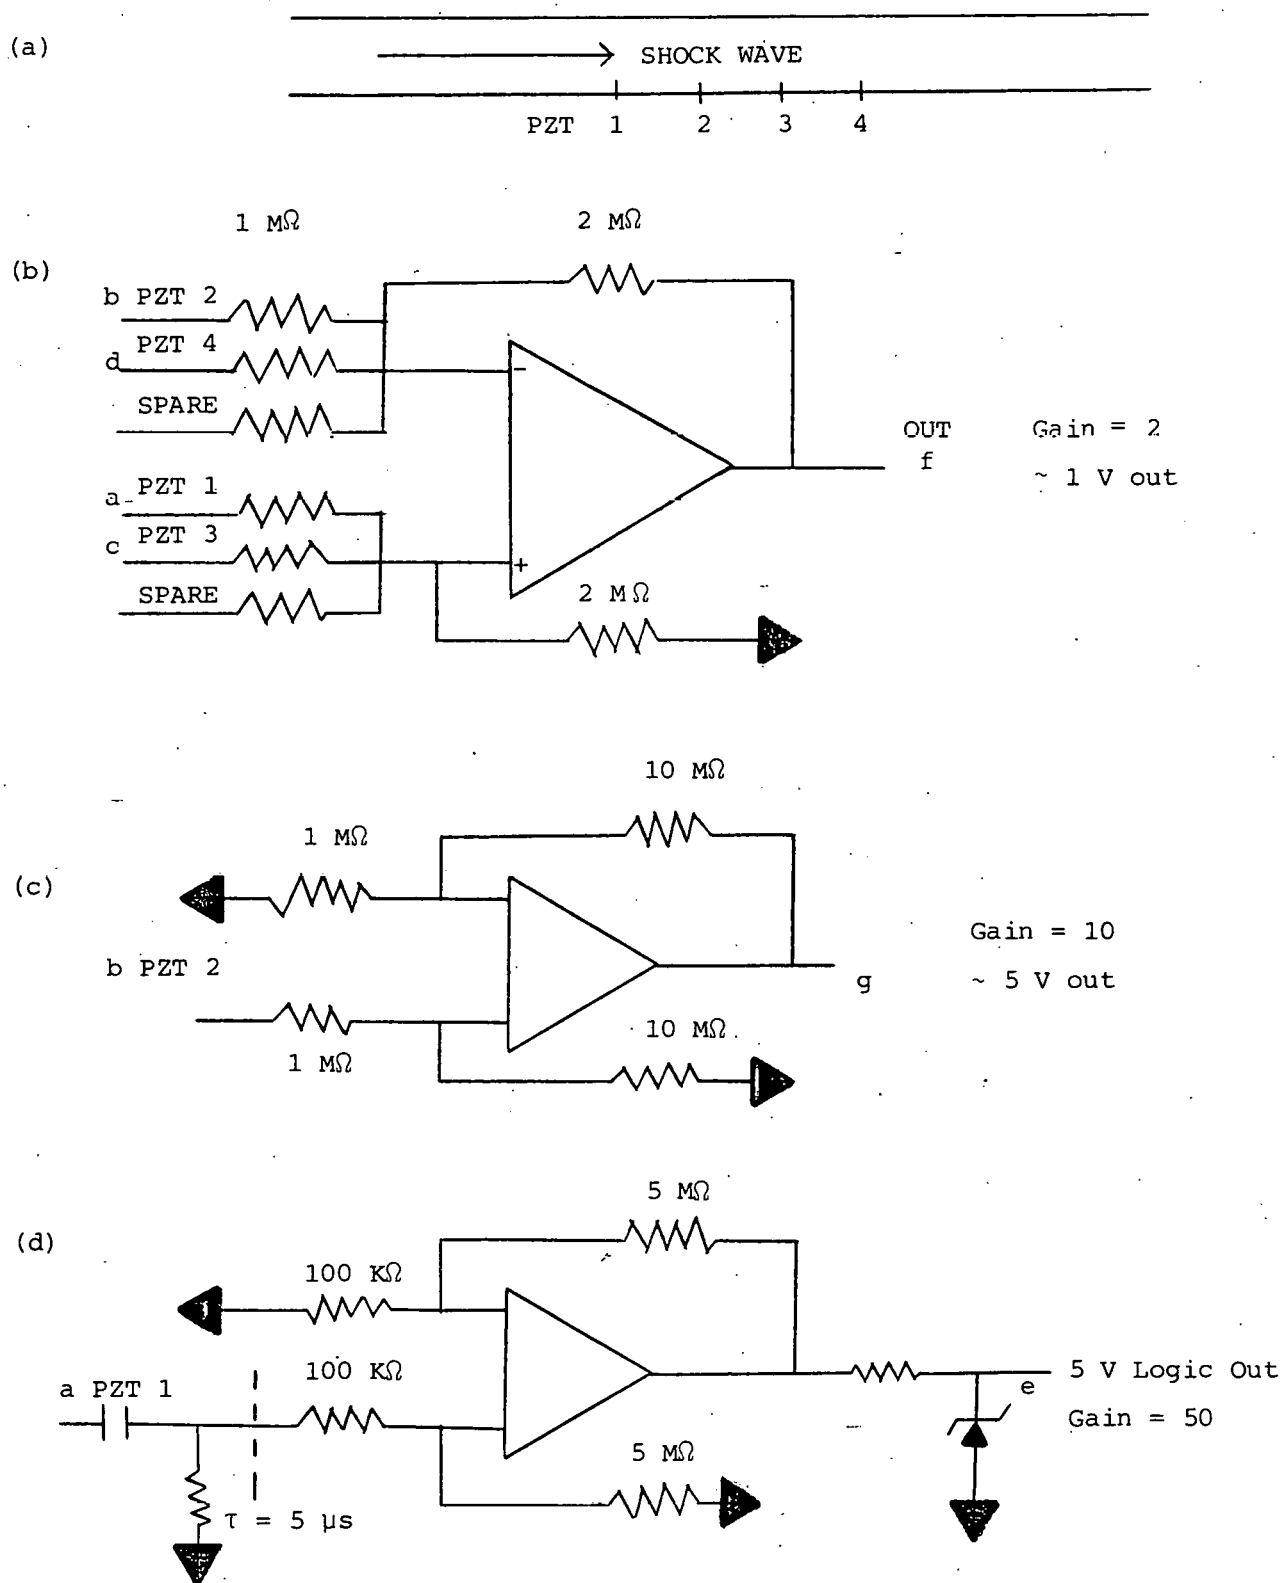 (a)
SHOCK WAVE
PZT 1 2 3 4
1 MΩ 2 MΩ
(b)
b PZT 2
d PZT 4
SPARE
-
a PZT 1
c PZT 3
SPARE
+
2 MΩ
OUT
f
Gain = 2
~ 1 V out
10 MΩ
1 MΩ
(c)
b PZT 2
1 MΩ
10 MΩ
g
Gain = 10
~ 5 V out
5 MΩ
(d)
100 KΩ
100 KΩ
a PZT 1
5 MΩ
τ = 5 µs
e
5 V Logic Out
Gain = 50